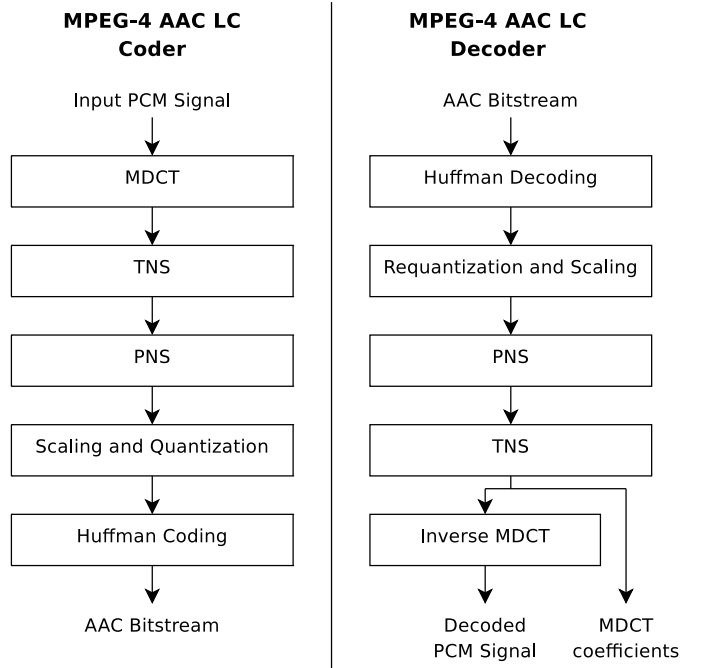 MPEG-4 AAC LC
Coder
Input PCM Signal
MDCT
TNS
PNS
Scaling and Quantization
Huffman Coding
AAC Bitstream
MPEG-4 AAC LC
Decoder
AAC Bitstream
Huffman Decoding
Requantization and Scaling
PNS
TNS
Inverse MDCT
Decoded
PCM Signal
MDCT
coefficients